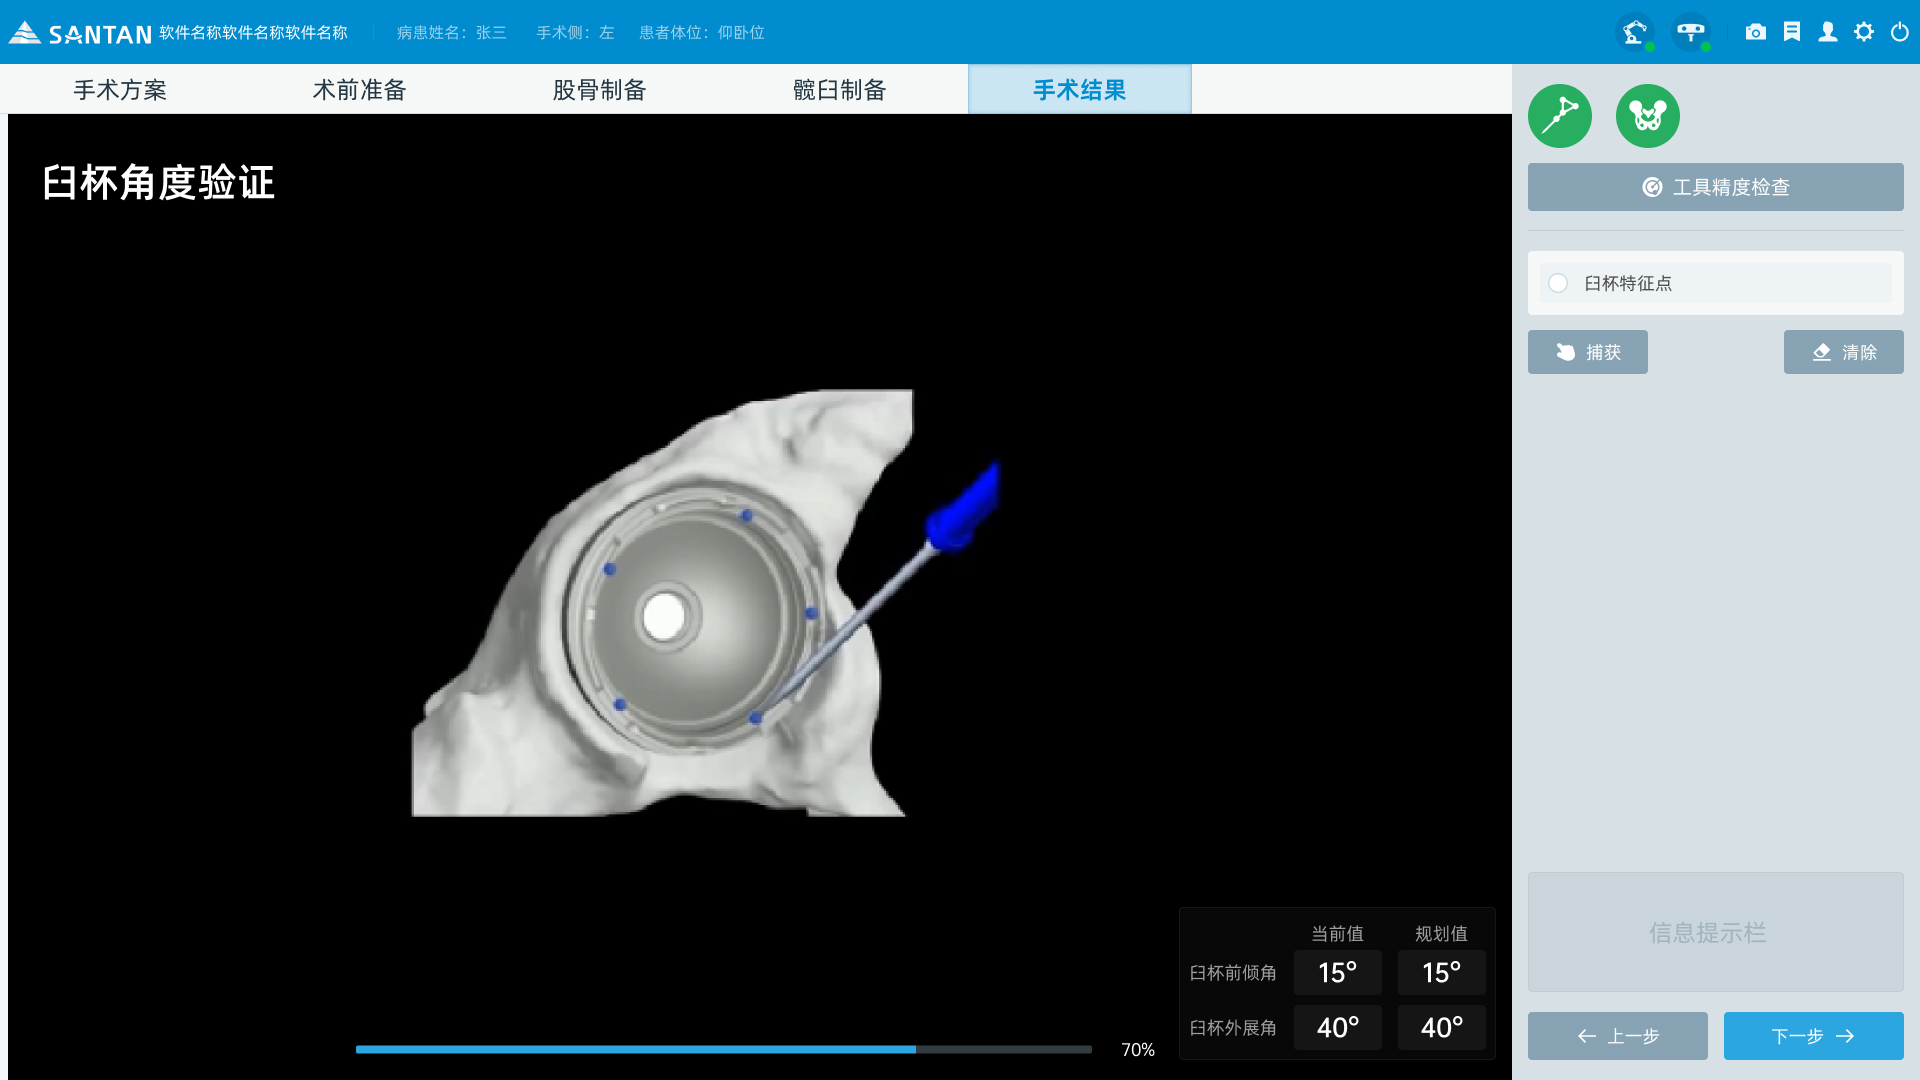 SANTAN 软件名称软件名称软件名称 病患姓名：张三 手术侧：左 患者体位：仰卧位
手术方案 术前准备 股骨制备 髋臼制备 手术结果
臼杯角度验证
工具精度检查
臼杯特征点
捕获 清除
当前值 规划值
臼杯前倾角 15° 15°
臼杯外展角 40° 40°
70%
信息提示栏
上一步 下一步